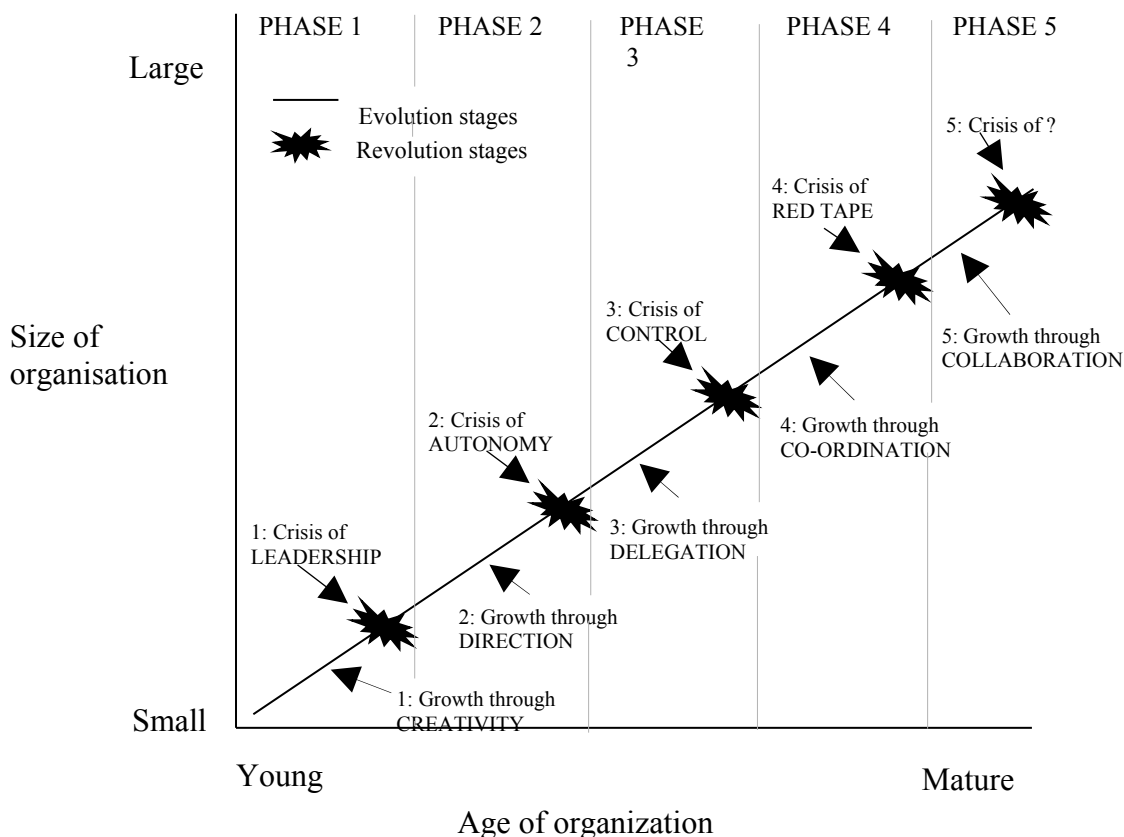 PHASE 1
PHASE 2
PHASE
3
PHASE 4
PHASE 5
Large
Evolution stages
Revolution stages
5: Crisis of ?
4: Crisis of
RED TAPE
3: Crisis of
CONTROL
Size of
organisation
5: Growth through
COLLABORATION
2: Crisis of
AUTONOMY
4: Growth through
CO-ORDINATION
1: Crisis of
LEADERSHIP
3: Growth through
DELEGATION
2: Growth through
DIRECTION
1: Growth through
CREATIVITY
Small
Young
Mature
Age of organization